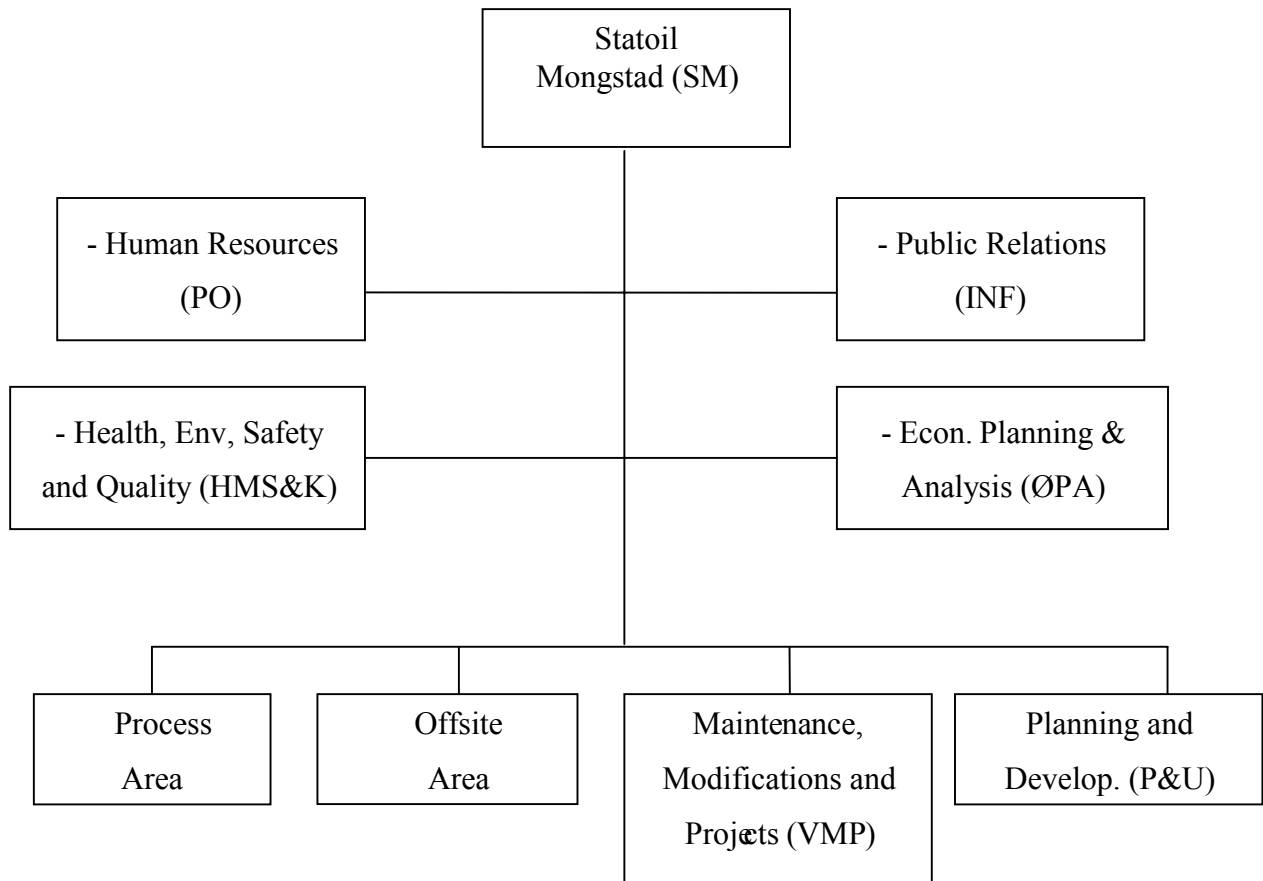 Statoil
Mongstad (SM)
- Human Resources
(PO)
- Public Relations
(INF)
- Health, Env, Safety
and Quality (HMS&K)
- Econ. Planning &
Analysis (ØPA)
Process
Area
Offsite
Area
Maintenance,
Modifications and
Projects (VMP)
Planning and
Develop. (P&U)